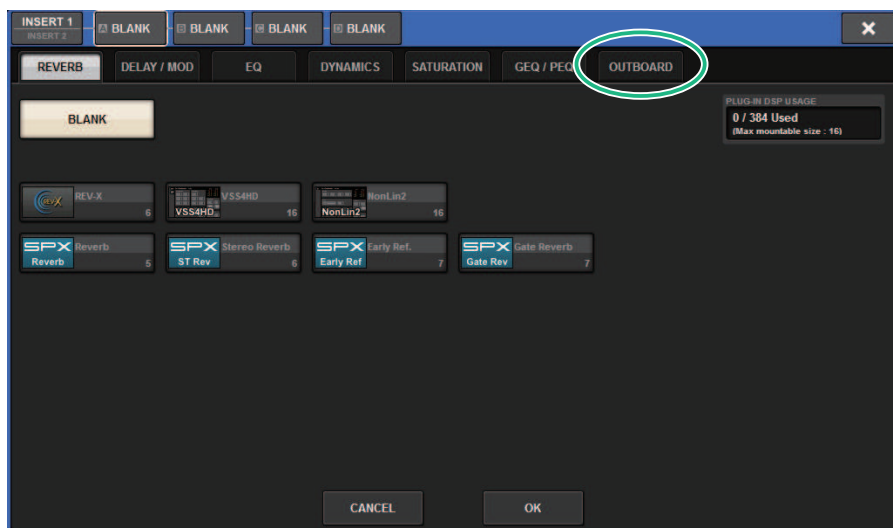 INSERT 1
INSERT 2
A BLANK
B BLANK
C BLANK
D BLANK
REVERB
DELAY / MOD
EQ
DYNAMICS
SATURATION
GEQ / PEQ
OUTBOARD
PLUG-IN DSP USAGE
0 / 384 Used
(Max mountable size : 16)
BLANK
REV-X
REV-X
6
VSS4HD
VSS4HD
16
NonLin2
NonLin2
16
SPX
Reverb
Reverb
5
SPX
ST Rev
Stereo Reverb
6
SPX
Early Ref
Early Ref.
7
SPX
Gate Rev
Gate Reverb
7
CANCEL
OK